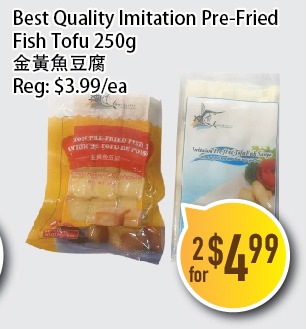 Best Quality Imitation Pre-Fried
Fish Tofu 250g
金黃魚豆腐
Reg: $3.99/ea
2 for $4.99